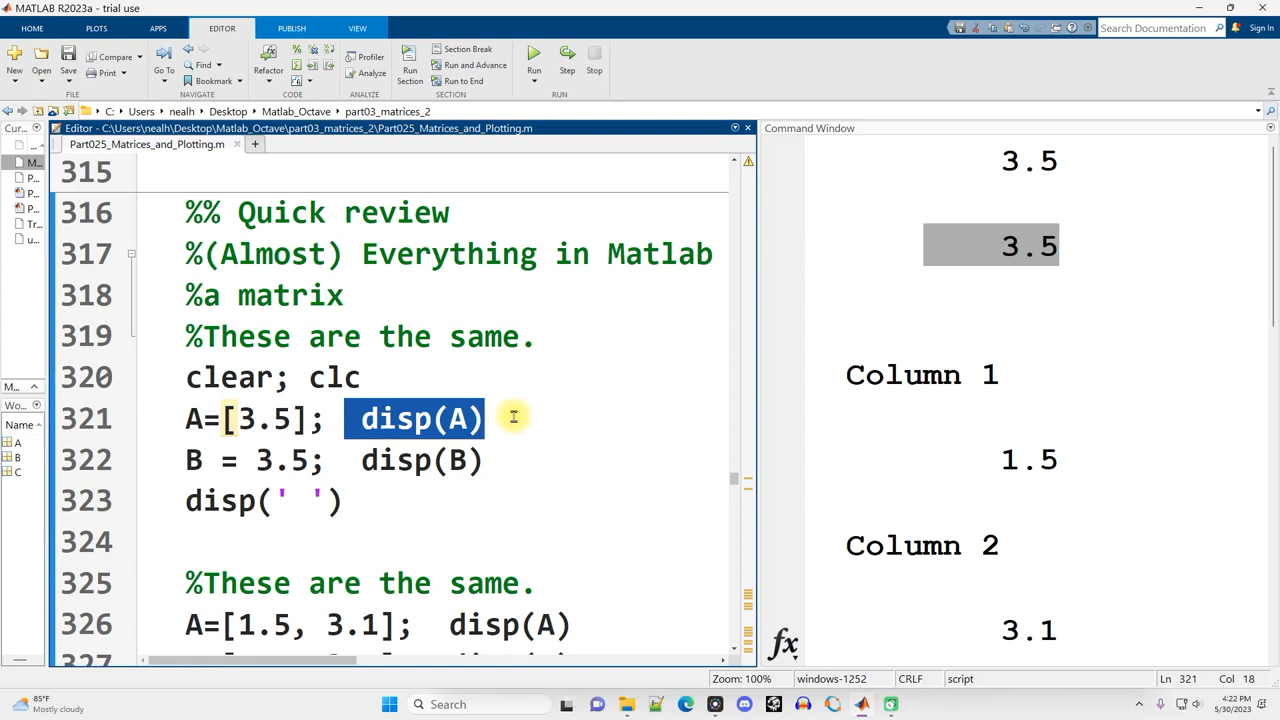 MATLAB R2023a - trial use
HOME PLOTS APPS EDITOR PUBLISH VIEW
Search Documentation Sign In
New Open Save Compare Print
Go To Find Bookmark
Refactor
Profiler Analyze
Run Section Section Break Run and Advance Run to End
Run Step Stop
FILE NAVIGATE CODE ANALYZE SECTION RUN
C: Users nealh Desktop Matlab_Octave part03_matrices_2
Cur...
Editor - C:\Users\nealh\Desktop\Matlab_Octave\part03_matrices_2\Part025_Matrices_and_Plotting.m
Part025_Matrices_and_Plotting.m +
...
M...
P...
P...
P...
Tr...
u...
M...
Wo...
Name
A
B
C
315
316 %% Quick review
317 %(Almost) Everything in Matlab
318 %a matrix
319 %These are the same.
320 clear; clc
321 A=[3.5]; disp(A)
322 B = 3.5; disp(B)
323 disp(' ')
324
325 %These are the same.
326 A=[1.5, 3.1]; disp(A)
327
Command Window
3.5
3.5
Column 1
1.5
Column 2
3.1
fx
Zoom: 100% windows-1252 CRLF script Ln 321 Col 18
85°F
Mostly cloudy
Search
4:22 PM
5/30/2023